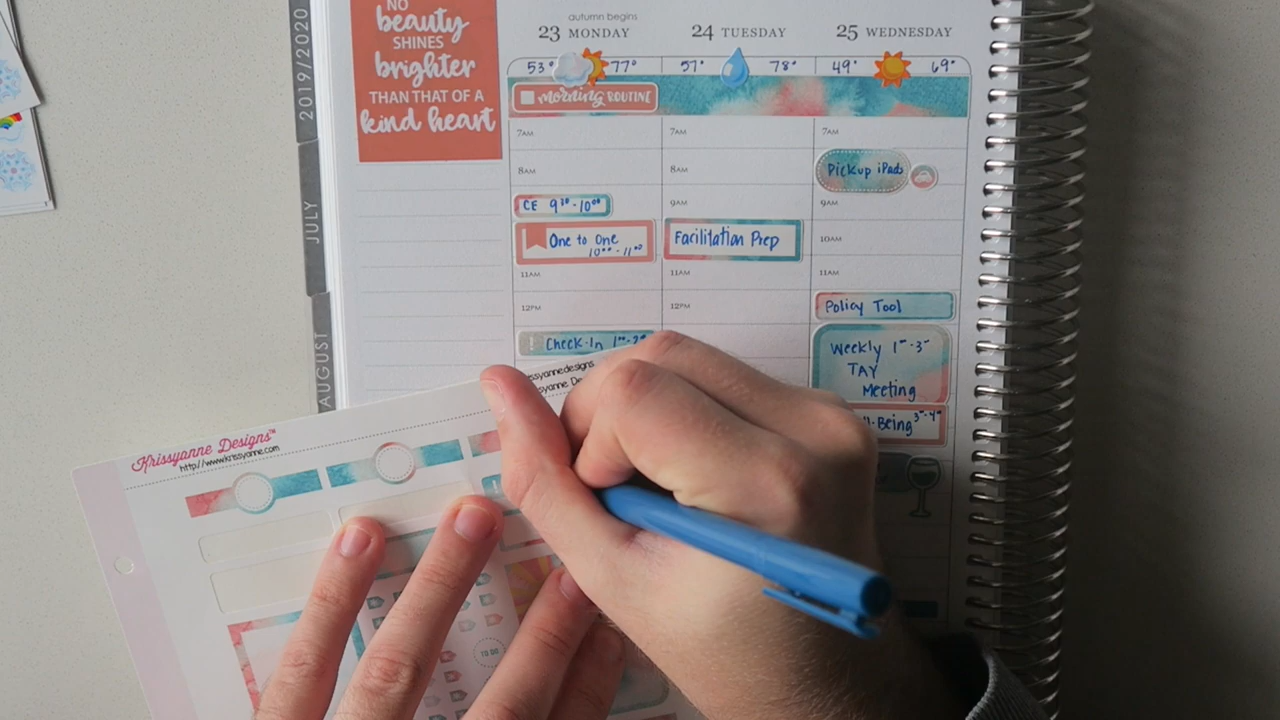 NO
beauty
SHINES
brighter
THAN THAT OF A
kind heart
2019/2020
JULY
AUGUST
autumn begins
23 MONDAY
24 TUESDAY
25 WEDNESDAY
53° 77°
57° 78°
49° 69°
morning ROUTINE
7AM
8AM
CE 9³⁰-10⁰⁰
One to One
10⁰⁰-11⁰⁰
11AM
12PM
Check-In
7AM
8AM
9AM
Facilitation Prep
11AM
12PM
7AM
Pickup iPads
9AM
10AM
11AM
Policy Tool
Weekly 1⁰⁰-3⁰⁰
TAY
Meeting
Being 3⁰⁰-4⁰⁰
Krissyanne Designs™
http://www.krissyanne.com
TO DO